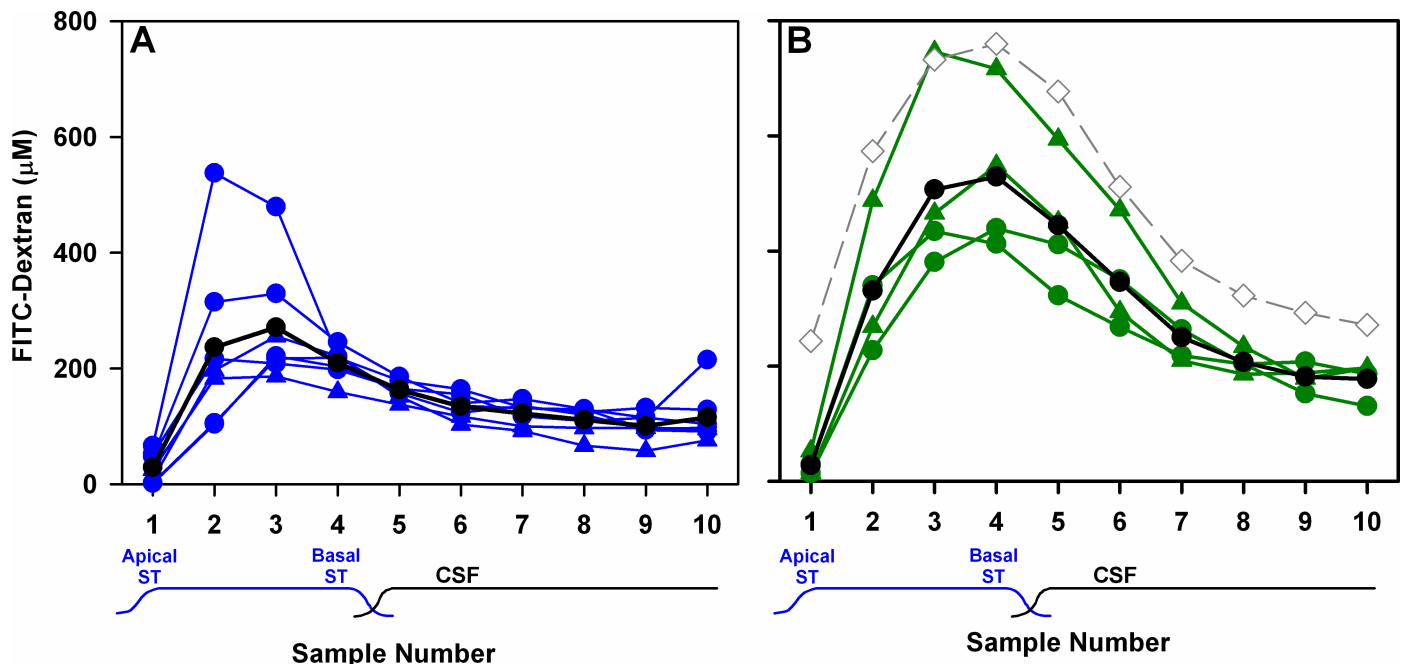 A
B
800
600
400
200
0
FITC-Dextran (µM)
1 2 3 4 5 6 7 8 9 10
1 2 3 4 5 6 7 8 9 10
Apical
ST
Basal
ST
CSF
Apical
ST
Basal
ST
CSF
Sample Number
Sample Number